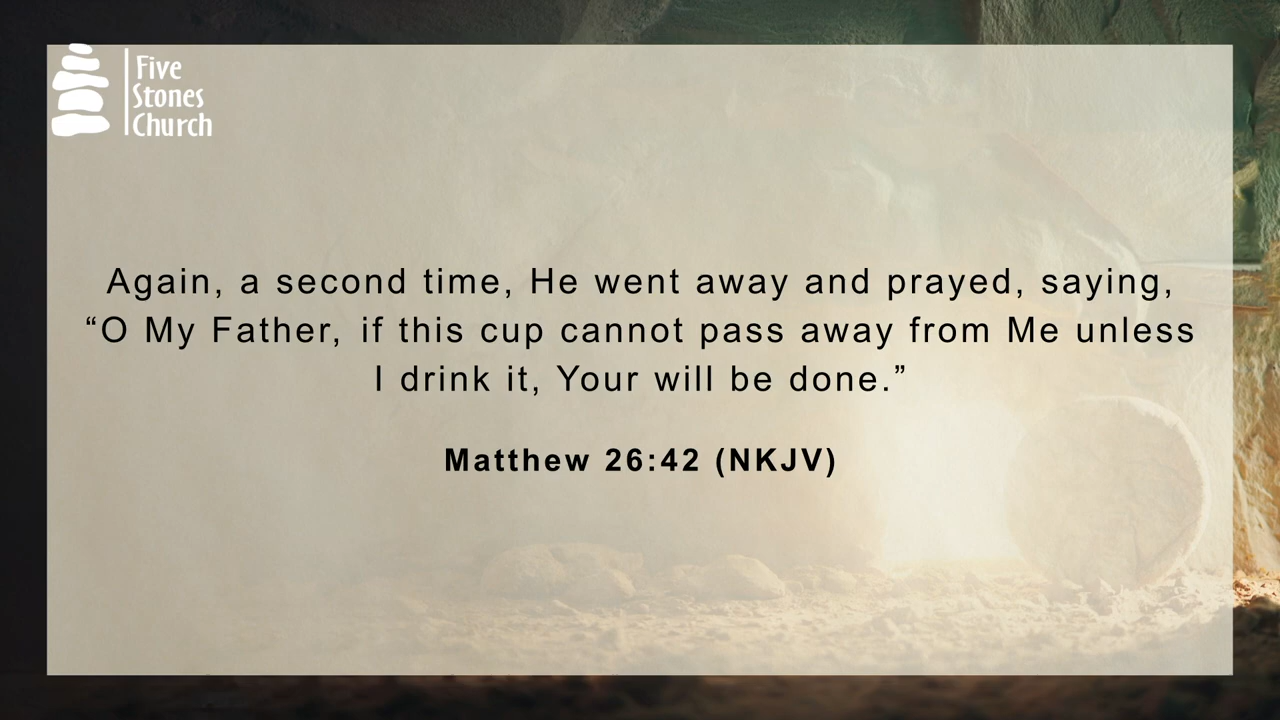 Five
Stones
Church
Again, a second time, He went away and prayed, saying,
“O My Father, if this cup cannot pass away from Me unless
I drink it, Your will be done.”
Matthew 26:42 (NKJV)